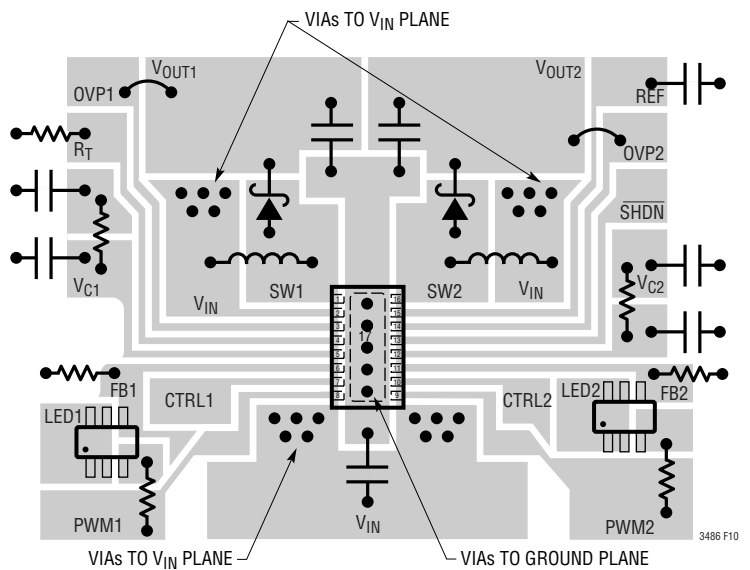 VIAs TO VIN PLANE
VOUT1
VOUT2
OVP1
REF
RT
OVP2
SHDN
VC1
VIN
SW1
SW2
VIN
VC2
1
2
3
4
5
6
7
8
17
16
15
14
13
12
11
10
9
FB1
CTRL1
CTRL2
LED2
FB2
LED1
PWM1
VIN
PWM2
3486 F10
VIAs TO VIN PLANE
VIAs TO GROUND PLANE